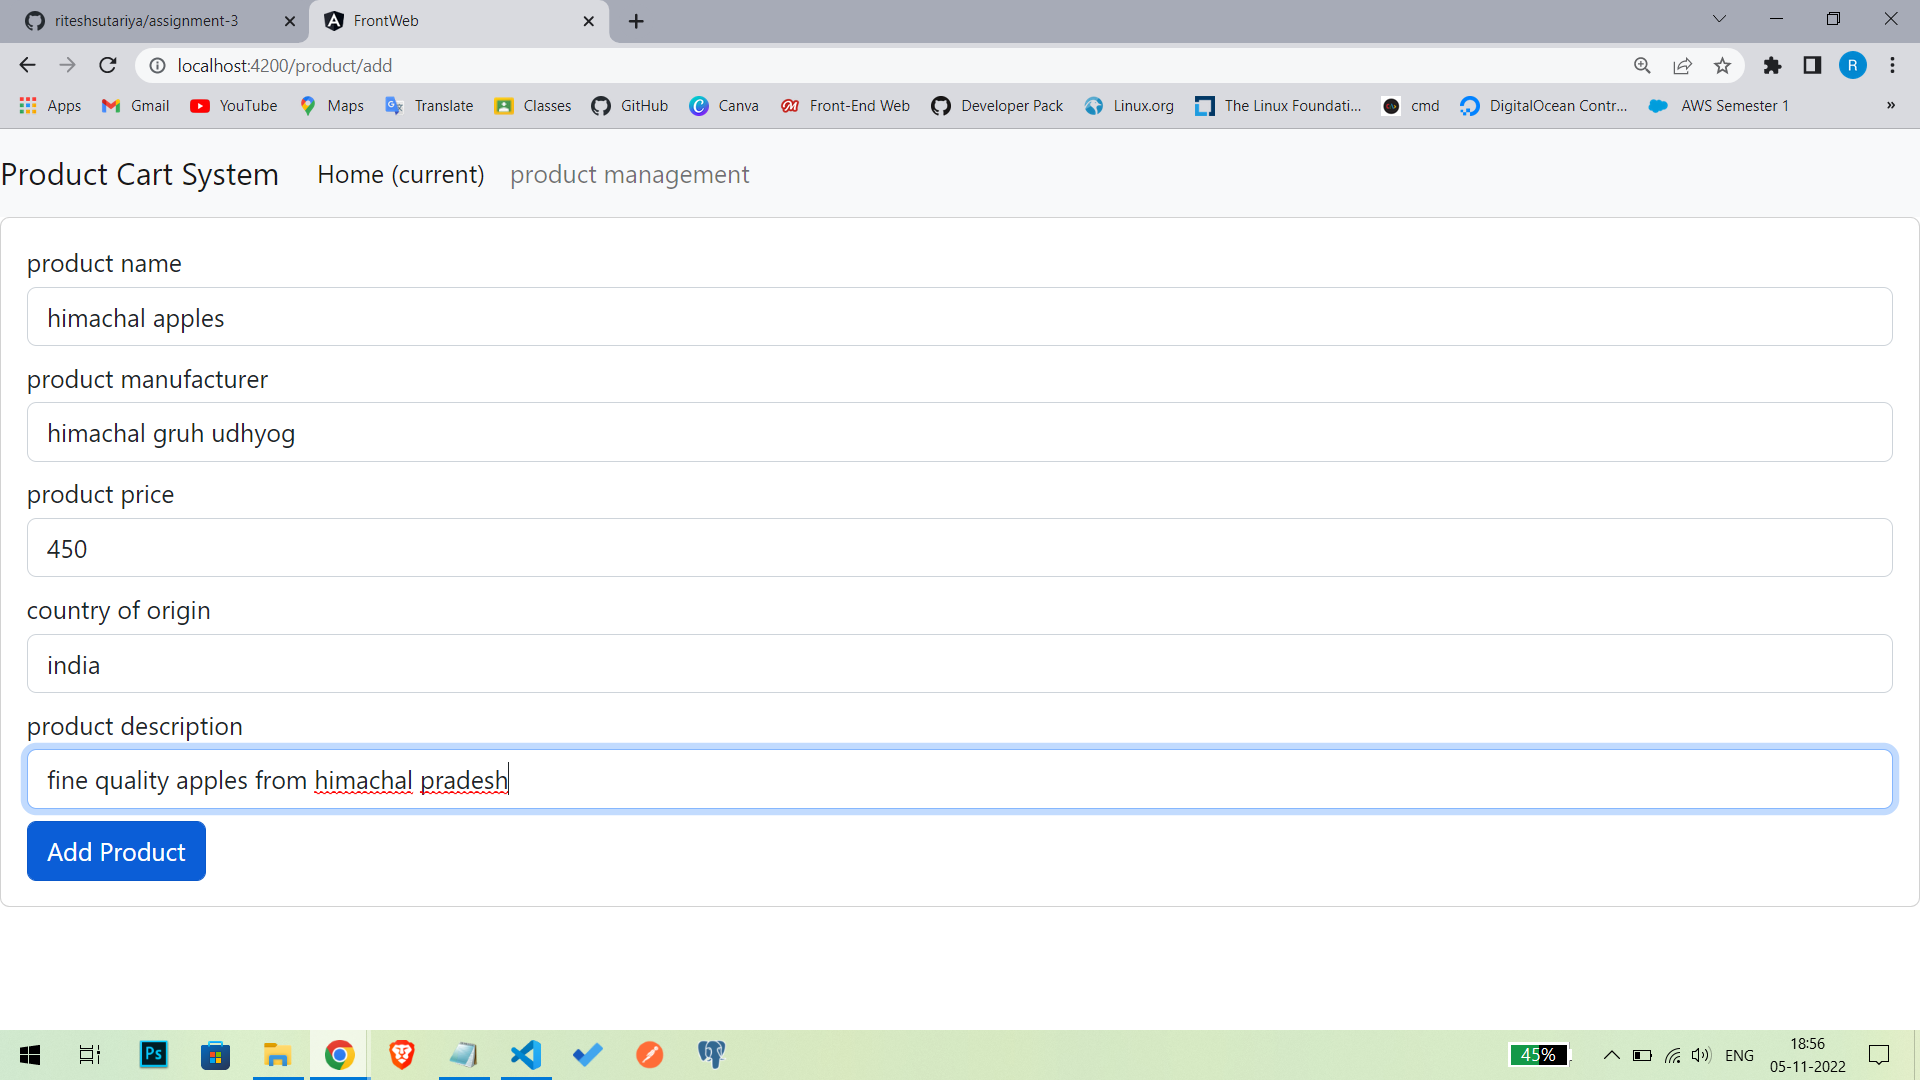 riteshsutariya/assignment-3
FrontWeb
localhost:4200/product/add
R
Apps Gmail YouTube Maps Translate Classes GitHub Canva Front-End Web Developer Pack Linux.org The Linux Foundati... cmd DigitalOcean Contr... AWS Semester 1 »
Product Cart System Home (current) product management
product name
himachal apples
product manufacturer
himachal gruh udhyog
product price
450
country of origin
india
product description
fine quality apples from himachal pradesh
Add Product
Ps
45%
ENG
18:56
05-11-2022